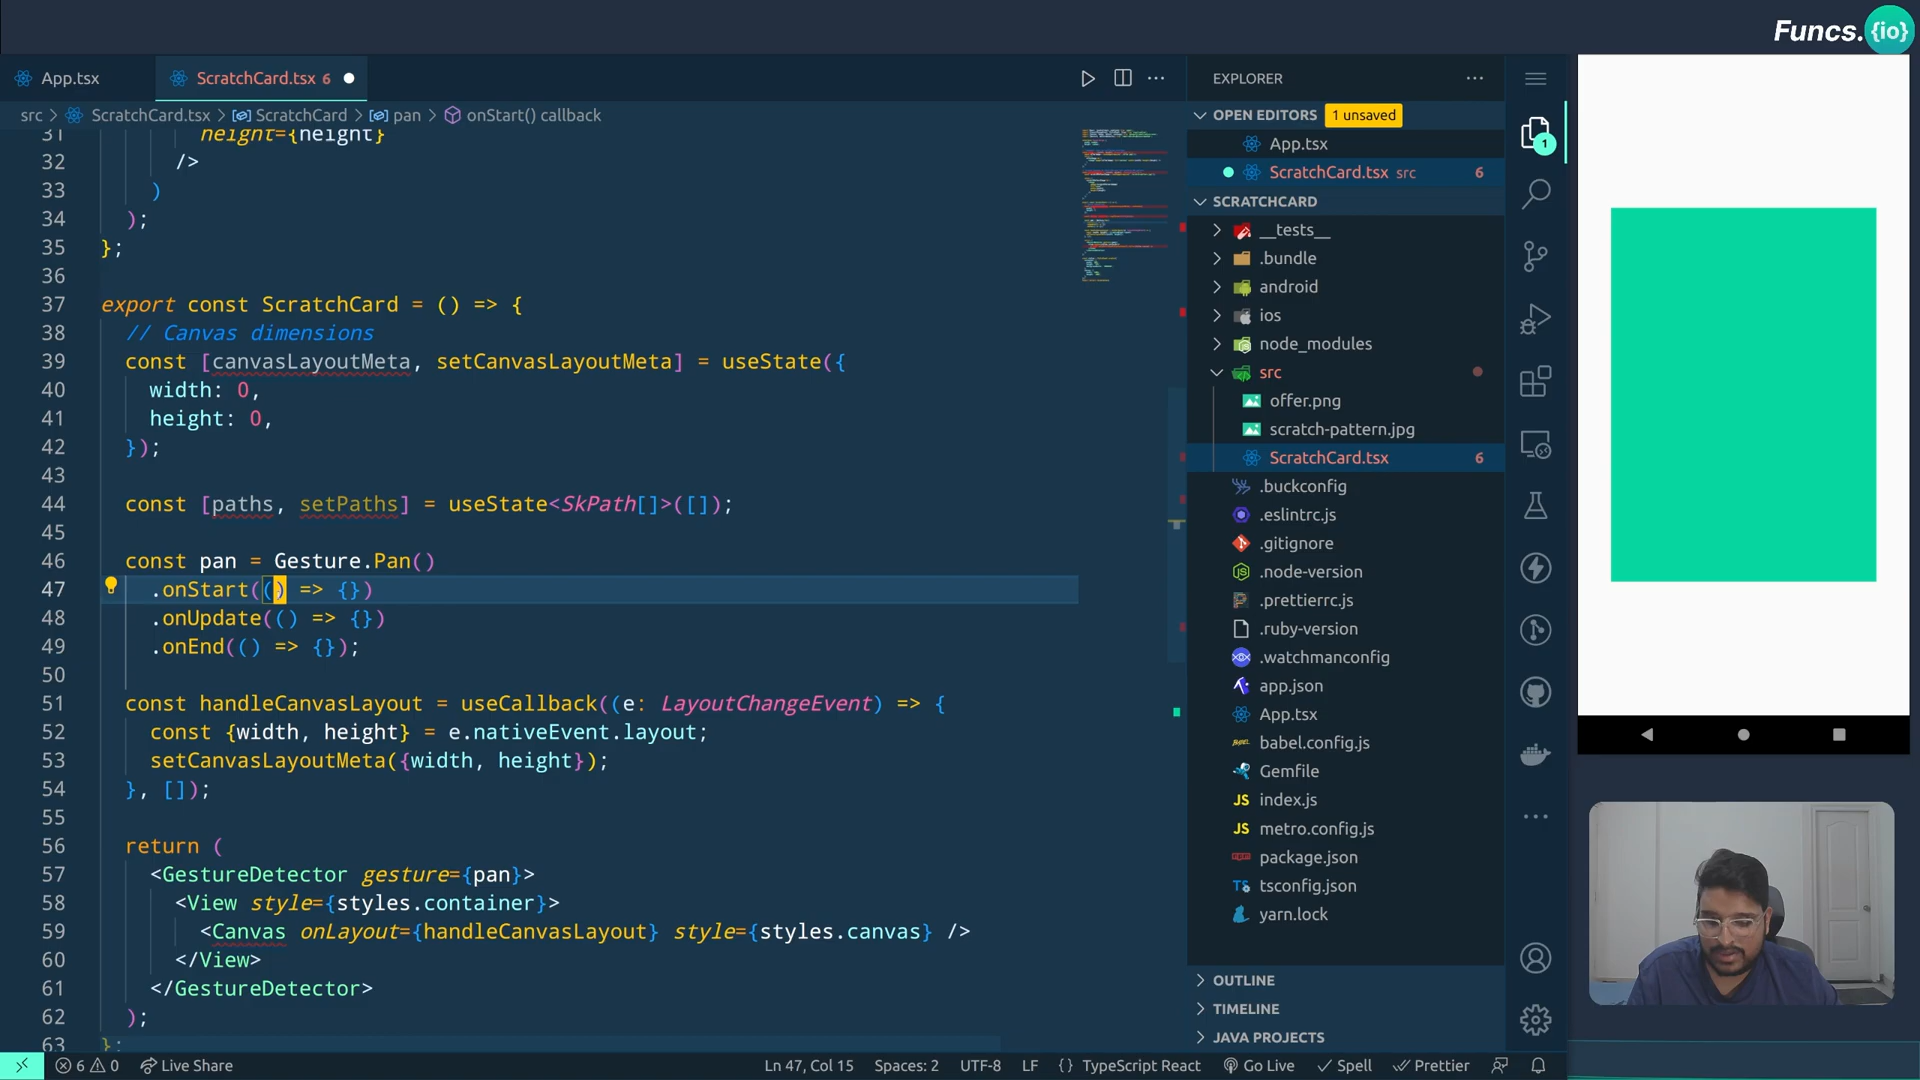 Funcs.{io}
App.tsx
ScratchCard.tsx 6
EXPLORER
src > ScratchCard.tsx > ScratchCard > pan > onStart() callback
OPEN EDITORS 1 unsaved
App.tsx
ScratchCard.tsx src 6
SCRATCHCARD
__tests__
.bundle
android
ios
node_modules
src
offer.png
scratch-pattern.jpg
ScratchCard.tsx 6
.buckconfig
.eslintrc.js
.gitignore
.node-version
.prettierrc.js
.ruby-version
.watchmanconfig
app.json
App.tsx
babel.config.js
Gemfile
JS index.js
JS metro.config.js
package.json
tsconfig.json
yarn.lock
OUTLINE
TIMELINE
JAVA PROJECTS
1
31 height={height}
32 />
33 )
34 );
35 };
36
37 export const ScratchCard = () => {
38 // Canvas dimensions
39 const [canvasLayoutMeta, setCanvasLayoutMeta] = useState({
40 width: 0,
41 height: 0,
42 });
43
44 const [paths, setPaths] = useState<SkPath[]>([]);
45
46 const pan = Gesture.Pan()
47 .onStart(() => {})
48 .onUpdate(() => {})
49 .onEnd(() => {});
50
51 const handleCanvasLayout = useCallback((e: LayoutChangeEvent) => {
52 const {width, height} = e.nativeEvent.layout;
53 setCanvasLayoutMeta({width, height});
54 }, []);
55
56 return (
57 <GestureDetector gesture={pan}>
58 <View style={styles.container}>
59 <Canvas onLayout={handleCanvasLayout} style={styles.canvas} />
60 </View>
61 </GestureDetector>
62 );
63 };
6 0 Live Share Ln 47, Col 15 Spaces: 2 UTF-8 LF {} TypeScript React Go Live Spell Prettier